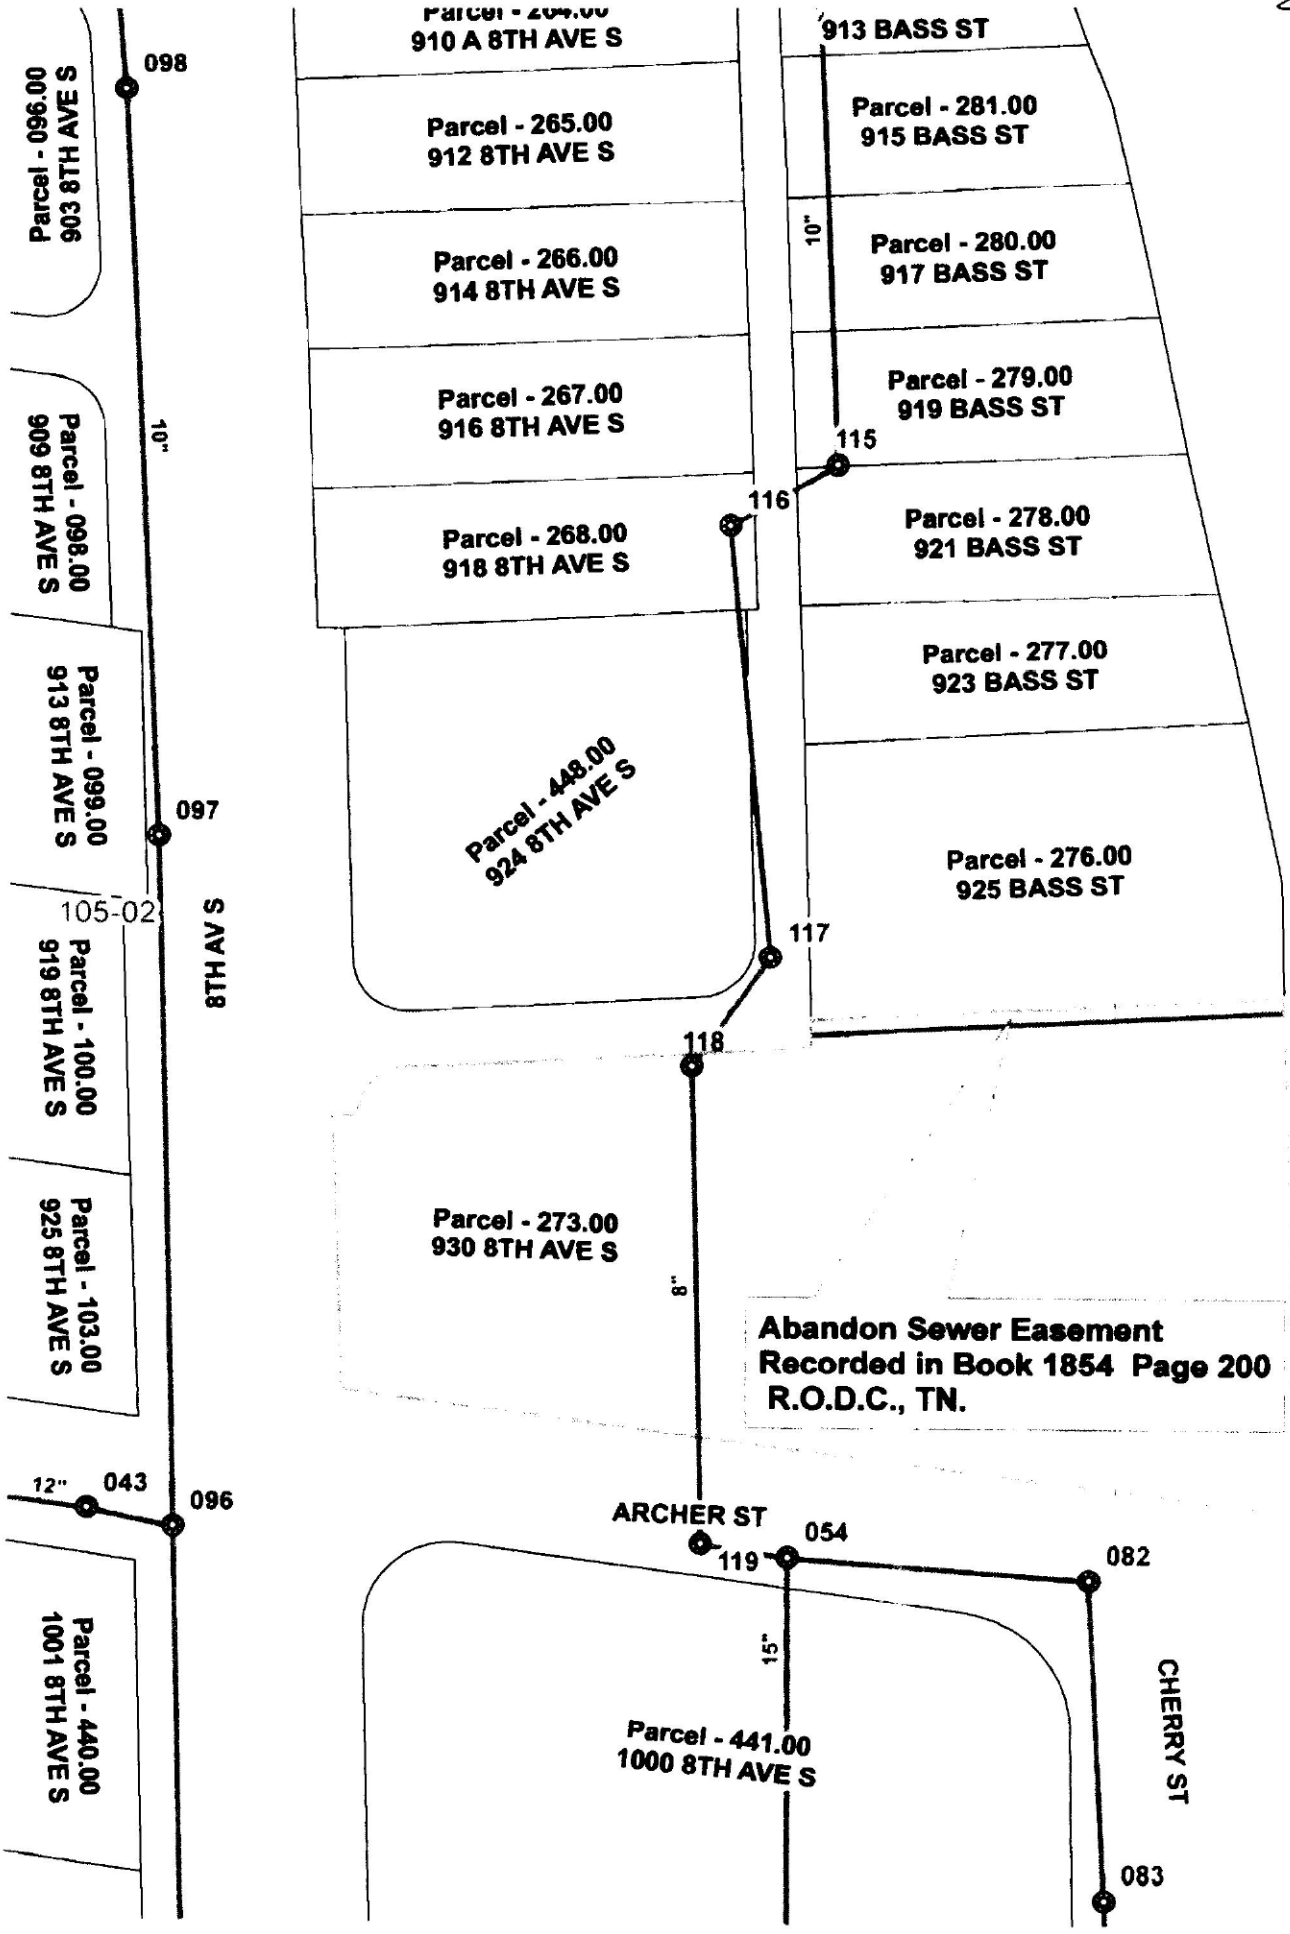 Parcel - 264.00
910 A 8TH AVE S
913 BASS ST
098
Parcel - 096.00
903 8TH AVE S
Parcel - 265.00
912 8TH AVE S
Parcel - 281.00
915 BASS ST
10"
Parcel - 266.00
914 8TH AVE S
Parcel - 280.00
917 BASS ST
Parcel - 267.00
916 8TH AVE S
Parcel - 279.00
919 BASS ST
10"
115
116
Parcel - 098.00
909 8TH AVE S
Parcel - 268.00
918 8TH AVE S
Parcel - 278.00
921 BASS ST
Parcel - 277.00
923 BASS ST
Parcel - 099.00
913 8TH AVE S
Parcel - 448.00
924 8TH AVE S
097
Parcel - 276.00
925 BASS ST
105-02
8TH AV S
117
Parcel - 100.00
919 8TH AVE S
118
Parcel - 273.00
930 8TH AVE S
8"
Parcel - 103.00
925 8TH AVE S
Abandon Sewer Easement
Recorded in Book 1854 Page 200
R.O.D.C., TN.
12"
043
096
ARCHER ST
119
054
082
15"
Parcel - 440.00
1001 8TH AVE S
Parcel - 441.00
1000 8TH AVE S
CHERRY ST
083